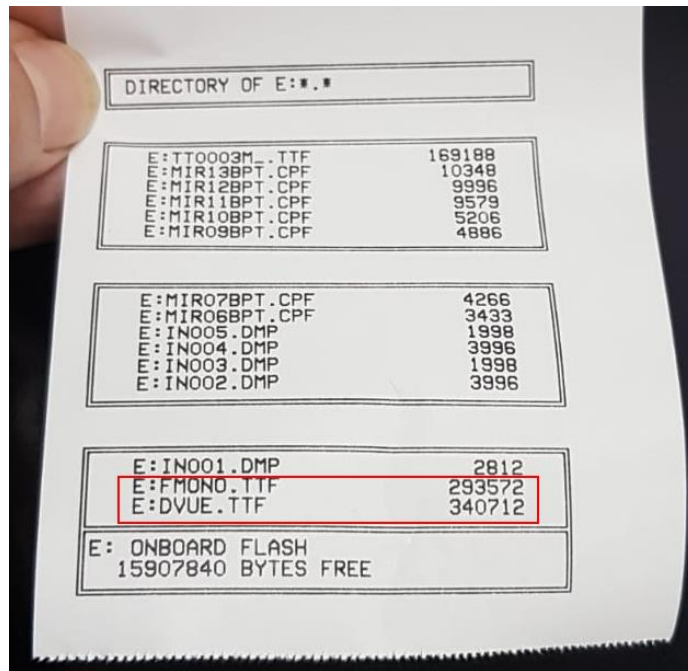 DIRECTORY OF E:*.*
E:TT0003M_.TTF 169188
E:MIR13BPT.CPF 10348
E:MIR12BPT.CPF 9996
E:MIR11BPT.CPF 9579
E:MIR10BPT.CPF 5206
E:MIR09BPT.CPF 4886
E:MIR07BPT.CPF 4266
E:MIR06BPT.CPF 3433
E:IN005.DMP 1998
E:IN004.DMP 3996
E:IN003.DMP 1998
E:IN002.DMP 3996
E:IN001.DMP 2812
E:FMONO.TTF 293572
E:DVUE.TTF 340712
E: ONBOARD FLASH
15907840 BYTES FREE